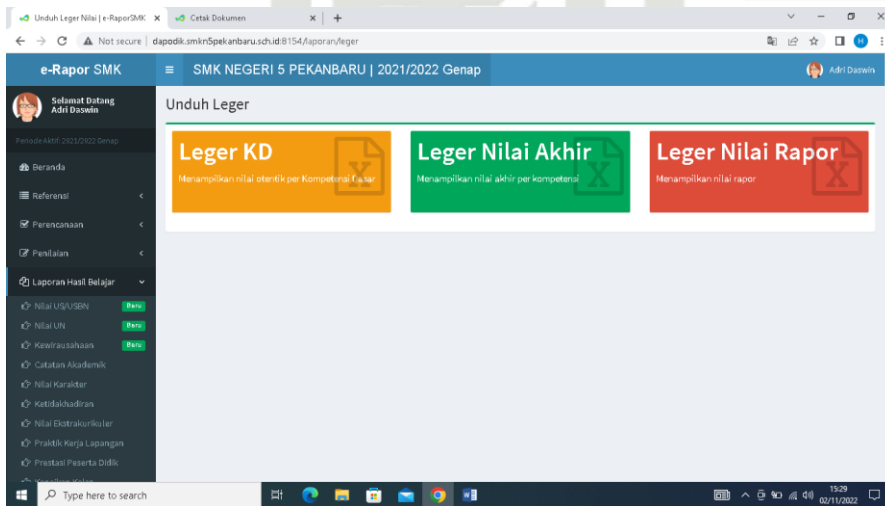 Unduh Leger Nilai | e-RaporSMK
Cetak Dokumen
Not secure | dapodik.smkn5pekanbaru.sch.id:8154/laporan/leger
H
e-Rapor SMK
SMK NEGERI 5 PEKANBARU | 2021/2022 Genap
Adri Daswin
Selamat Datang
Adri Daswin
Periode Aktif: 2021/2022 Genap
Beranda
Referensi
Perencanaan
Penilaian
Laporan Hasil Belajar
Nilai US/USBN Baru
Nilai UN Baru
Kewirausahaan Baru
Catatan Akademik
Nilai Karakter
Ketidakhadiran
Nilai Ekstrakurikuler
Praktik Kerja Lapangan
Prestasi Peserta Didik
Unduh Leger
Leger KD
Menampilkan nilai otentik per Kompetensi Dasar
Leger Nilai Akhir
Menampilkan nilai akhir per kompetensi
Leger Nilai Rapor
Menampilkan nilai rapor
Type here to search
15:29
02/11/2022